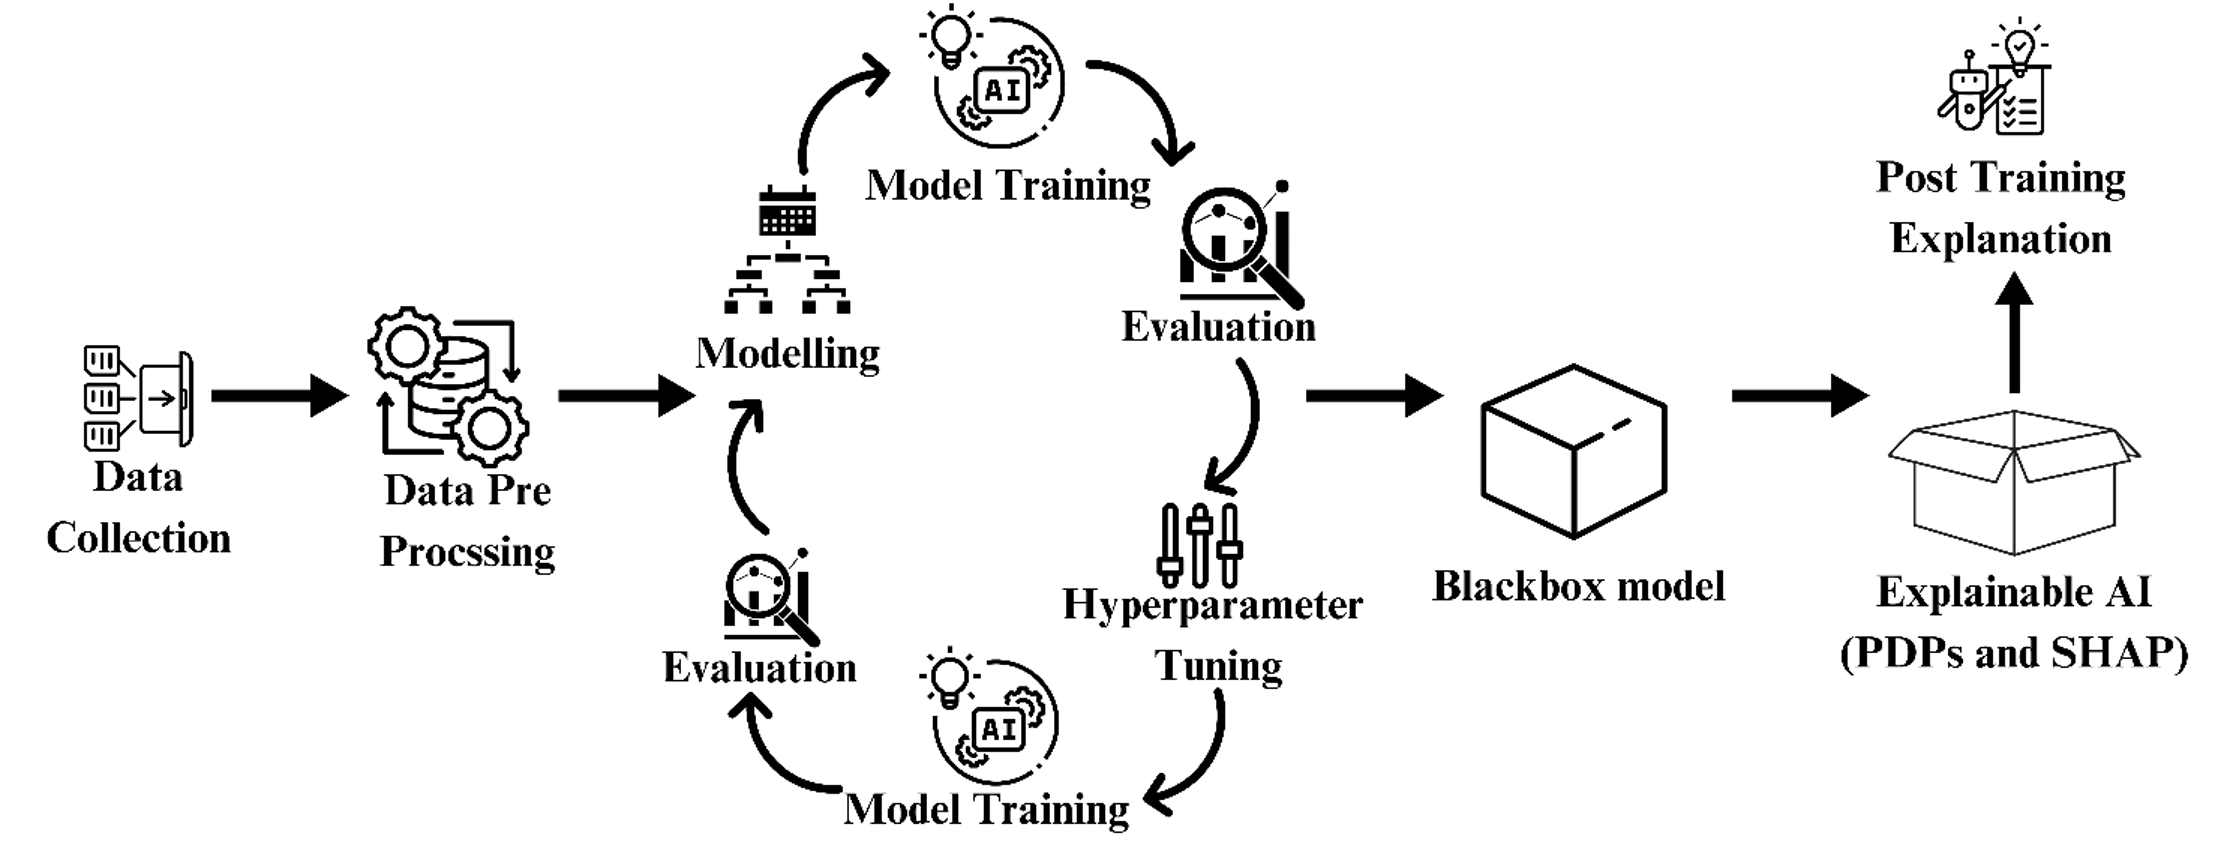 Data
Collection
Data Pre
Procssing
Modelling
AI
Model Training
Evaluation
Hyperparameter
Tuning
AI
Model Training
Evaluation
Blackbox model
Explainable AI
(PDPs and SHAP)
Post Training
Explanation